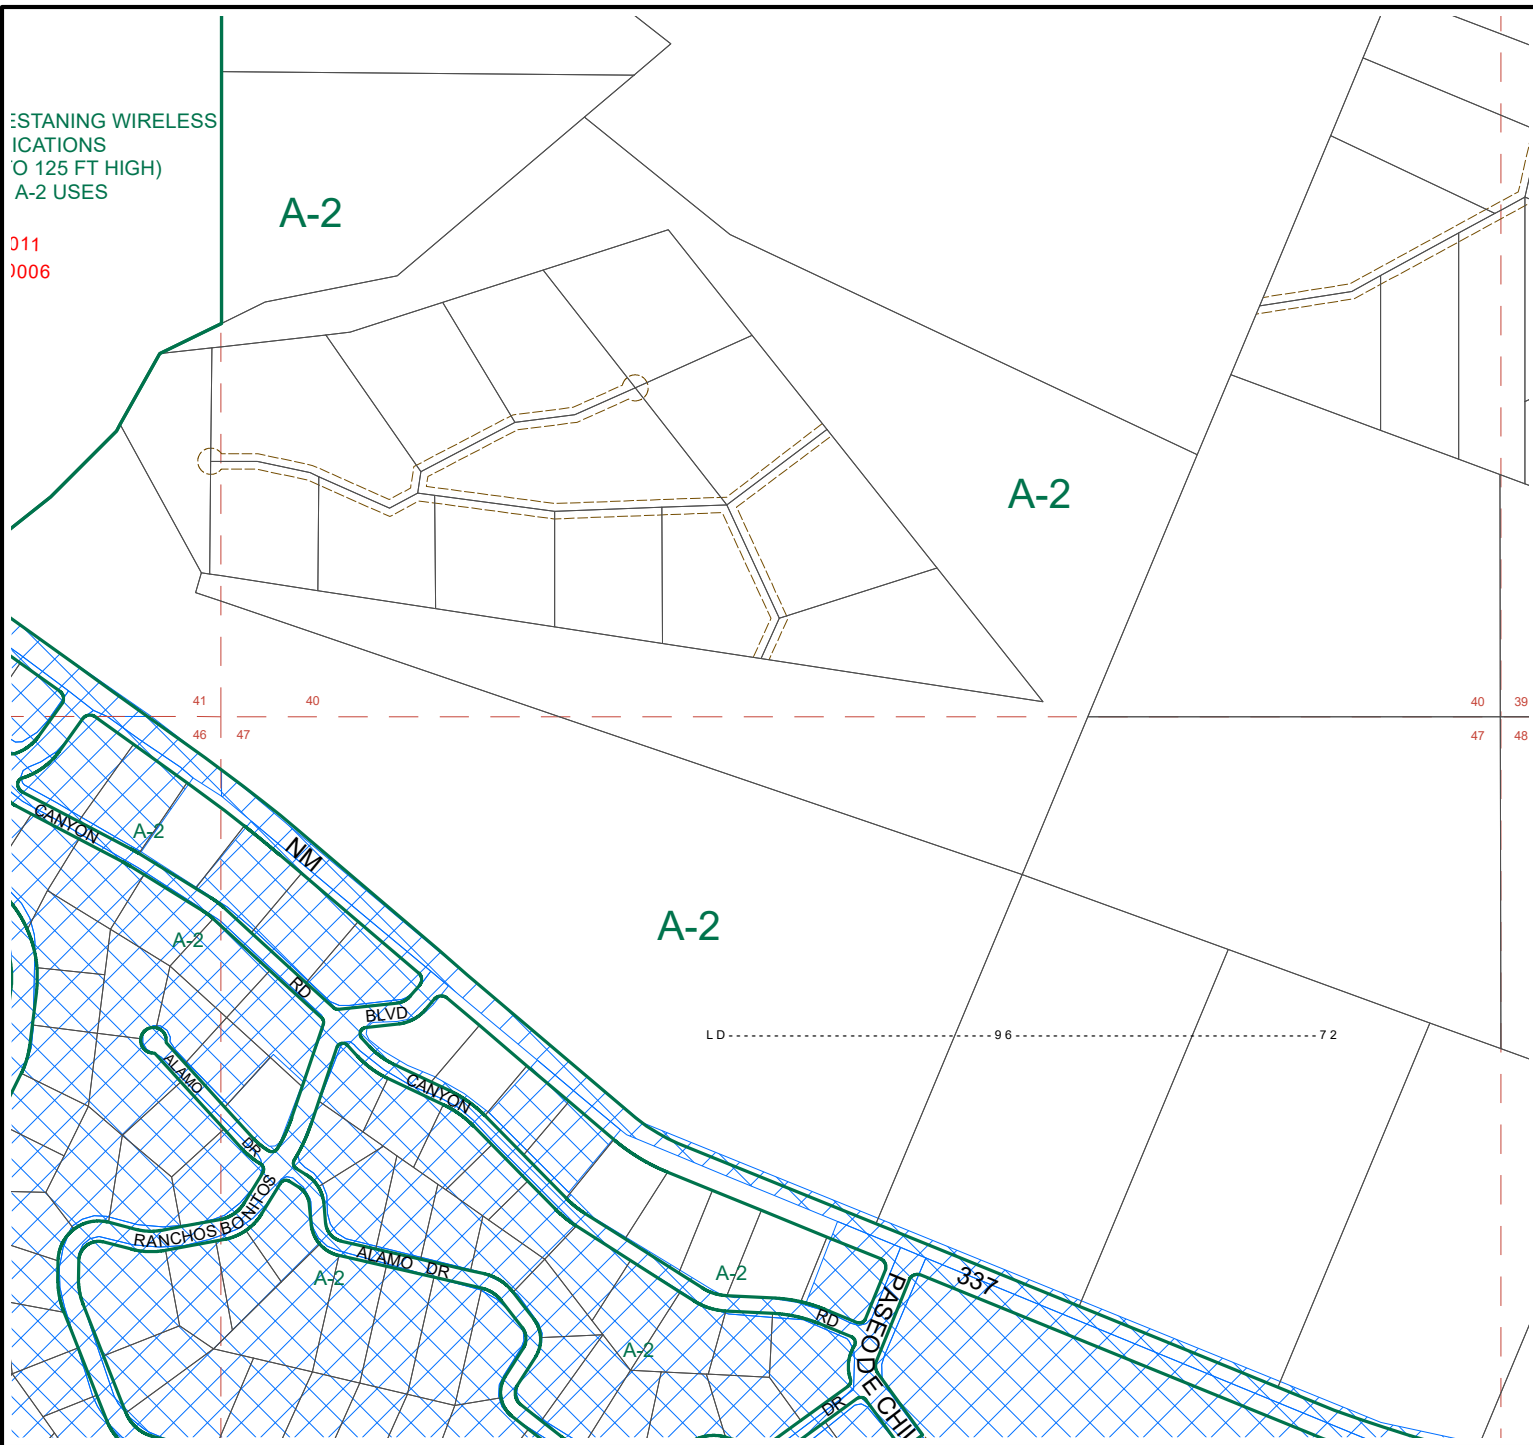 ESTANING WIRELESS
ICATIONS
TO 125 FT HIGH)
A-2 USES
011
0006
A-2
A-2
41
40
40
39
46
47
47
48
CANYON
A-2
NM
A-2
A-2
RD
BLVD
LD
96
72
ALAMO
CANYON
DR
RANCHOS BONITOS
ALAMO DR
A-2
A-2
337
RD
A-2
PASEO DE CHIL
DR